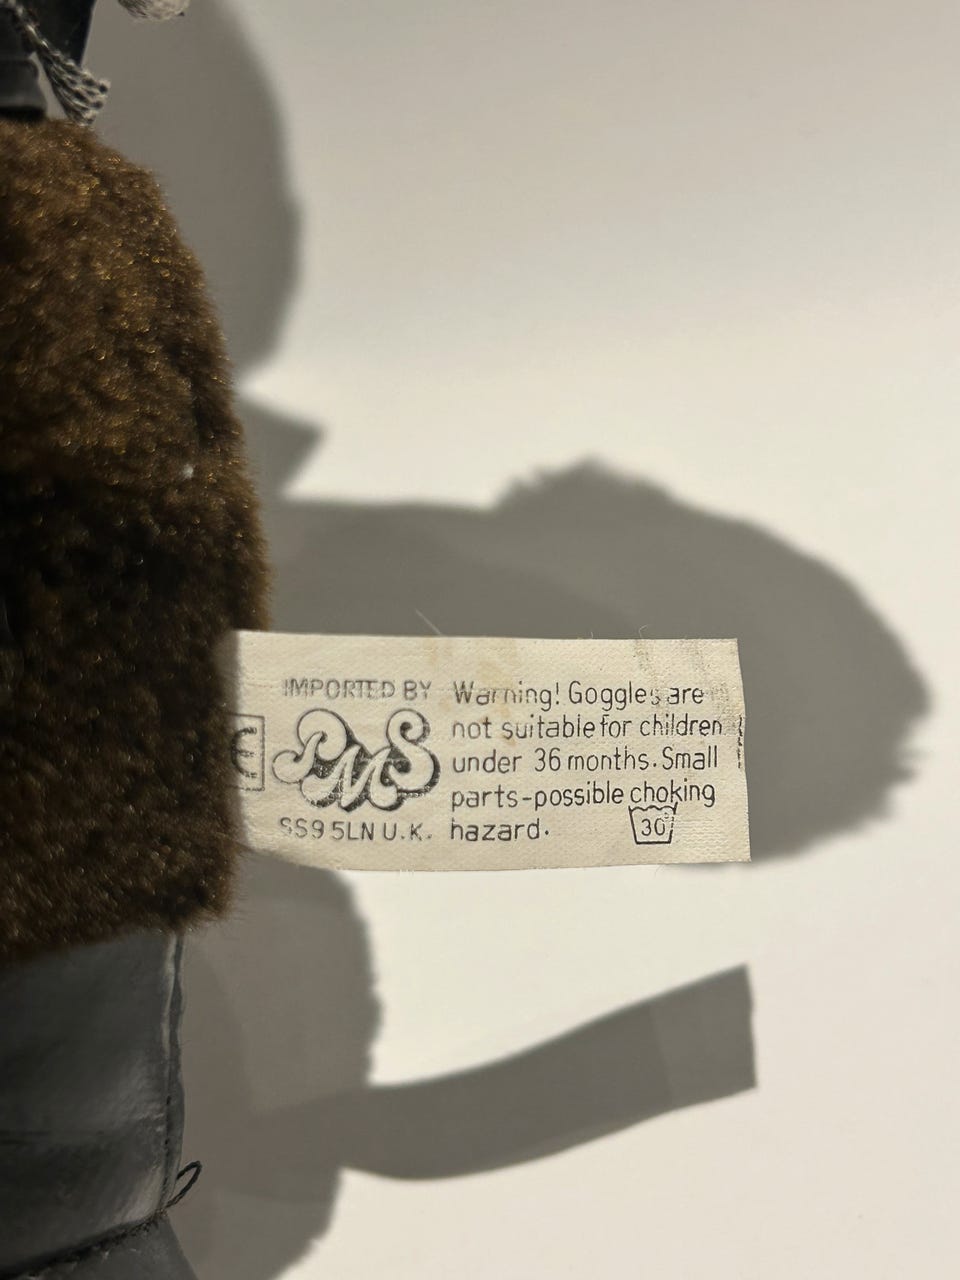 IMPORTED BY
PMS
SS9 5LN U.K.
Warning! Goggles are
not suitable for children
under 36 months. Small
parts-possible choking
hazard.
30°
CE